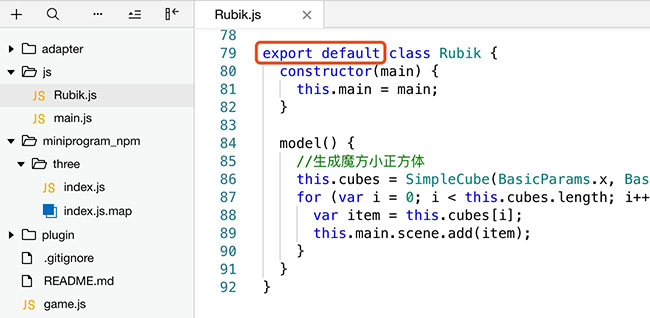 Rubik.js ×
adapter
js
JS Rubik.js
JS main.js
miniprogram_npm
three
JS index.js
index.js.map
plugin
.gitignore
README.md
JS game.js
78
79 export default class Rubik {
80 constructor(main) {
81 this.main = main;
82 }
83
84 model() {
85 //生成魔方小正方体
86 this.cubes = SimpleCube(BasicParams.x, Bas
87 for (var i = 0; i < this.cubes.length; i++
88 var item = this.cubes[i];
89 this.main.scene.add(item);
90 }
91 }
92 }